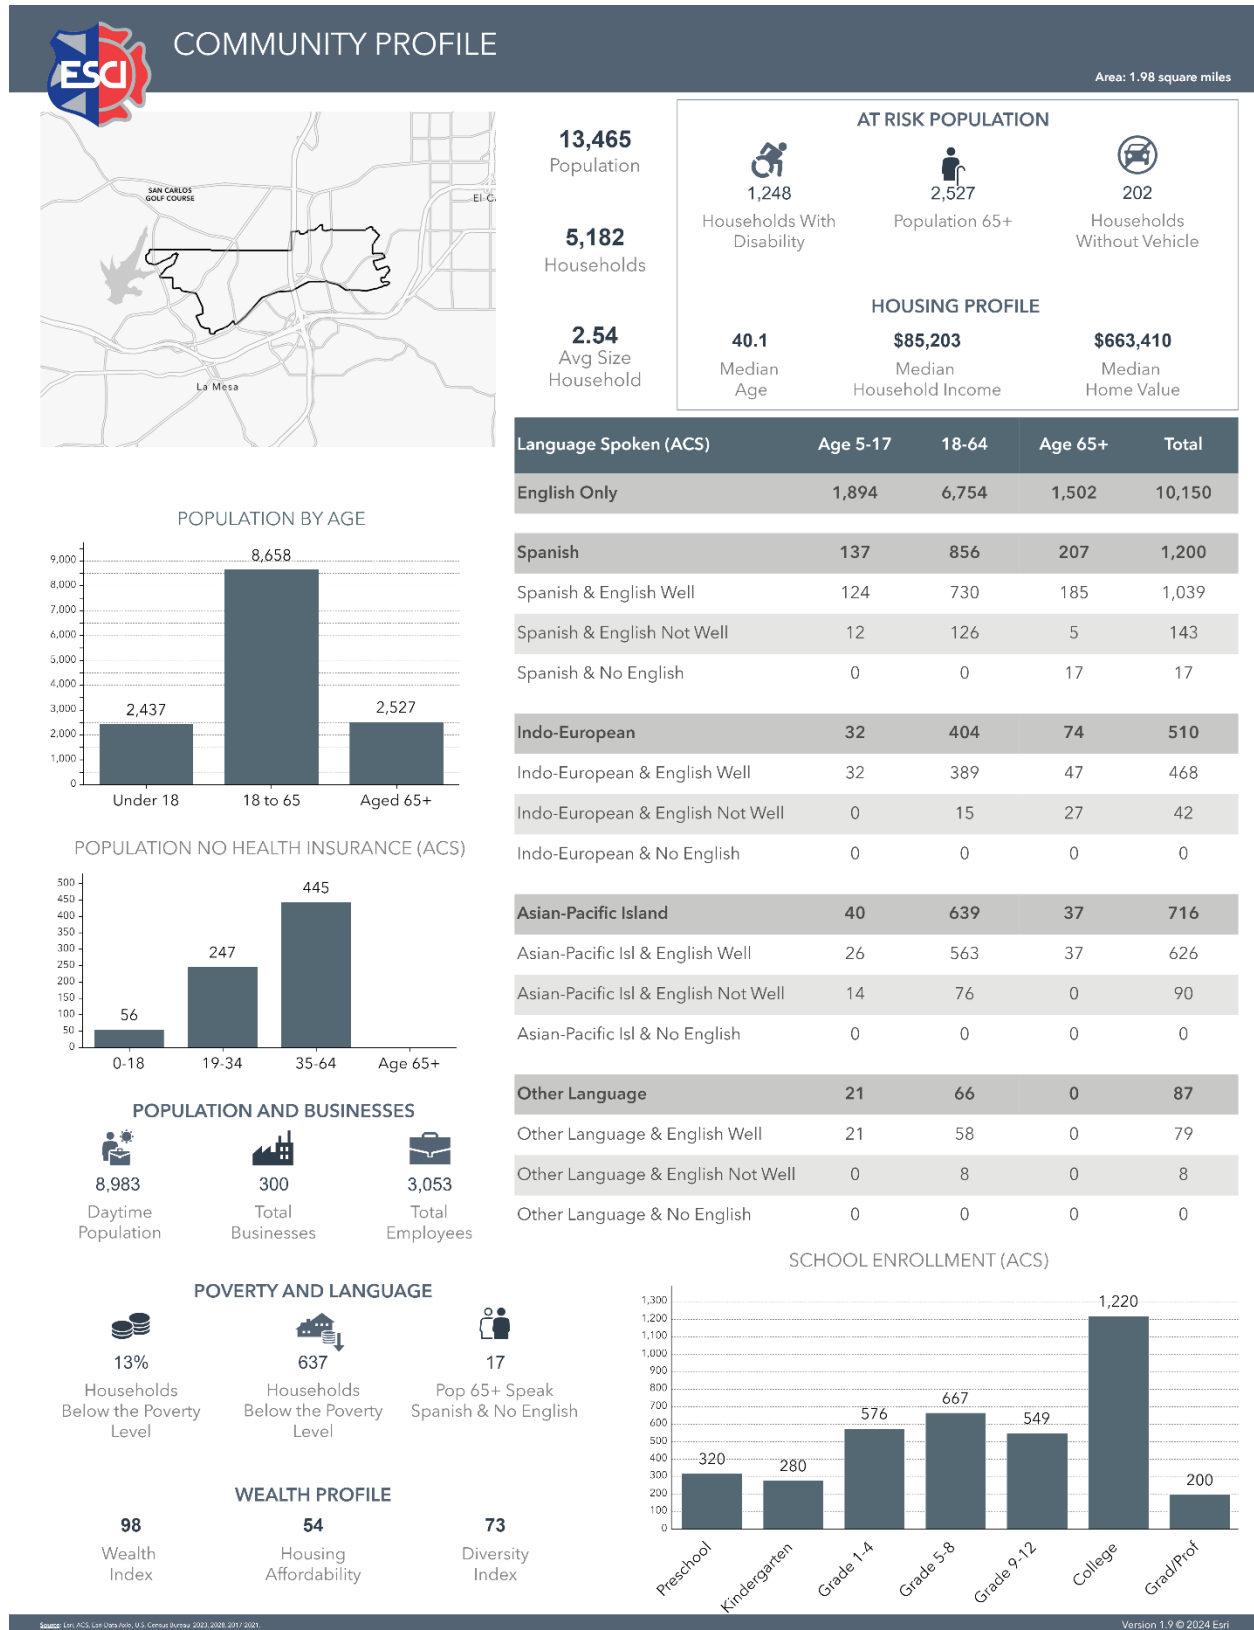 ESCI
COMMUNITY PROFILE
Area: 1.98 square miles
SAN CARLOS
GOLF COURSE
El C
La Mesa
13,465
Population
5,182
Households
2.54
Avg Size
Household
AT RISK POPULATION
1,248 2,527 202
Households With Population 65+ Households
Disability Without Vehicle
HOUSING PROFILE
40.1 $85,203 $663,410
Median Median Median
Age Household Income Home Value
Language Spoken (ACS) Age 5-17 18-64 Age 65+ Total
English Only 1,894 6,754 1,502 10,150
Spanish 137 856 207 1,200
Spanish & English Well 124 730 185 1,039
Spanish & English Not Well 12 126 5 143
Spanish & No English 0 0 17 17
Indo-European 32 404 74 510
Indo-European & English Well 32 389 47 468
Indo-European & English Not Well 0 15 27 42
Indo-European & No English 0 0 0 0
Asian-Pacific Island 40 639 37 716
Asian-Pacific Isl & English Well 26 563 37 626
Asian-Pacific Isl & English Not Well 14 76 0 90
Asian-Pacific Isl & No English 0 0 0 0
Other Language 21 66 0 87
Other Language & English Well 21 58 0 79
Other Language & English Not Well 0 8 0 8
Other Language & No English 0 0 0 0
POPULATION BY AGE
9,000
8,000
7,000
6,000
5,000
4,000
3,000
2,000
1,000
0
2,437 8,658 2,527
Under 18 18 to 65 Aged 65+
POPULATION NO HEALTH INSURANCE (ACS)
500
450
400
350
300
250
200
150
100
50
0
56 247 445
0-18 19-34 35-64 Age 65+
POPULATION AND BUSINESSES
8,983 300 3,053
Daytime Total Total
Population Businesses Employees
POVERTY AND LANGUAGE
13% 637 17
Households Households Pop 65+ Speak
Below the Poverty Below the Poverty Spanish & No English
Level Level
WEALTH PROFILE
98 54 73
Wealth Housing Diversity
Index Affordability Index
SCHOOL ENROLLMENT (ACS)
1,300
1,200
1,100
1,000
900
800
700
600
500
400
300
200
100
0
320 280 576 667 549 1,220 200
Preschool Kindergarten Grade 1-4 Grade 5-8 Grade 9-12 College Grad/Prof
Source: Esri, ACS, Esri Data Axle, U.S. Census Bureau 2023, 2028, 2017-2021.
Version 1.9 © 2024 Esri